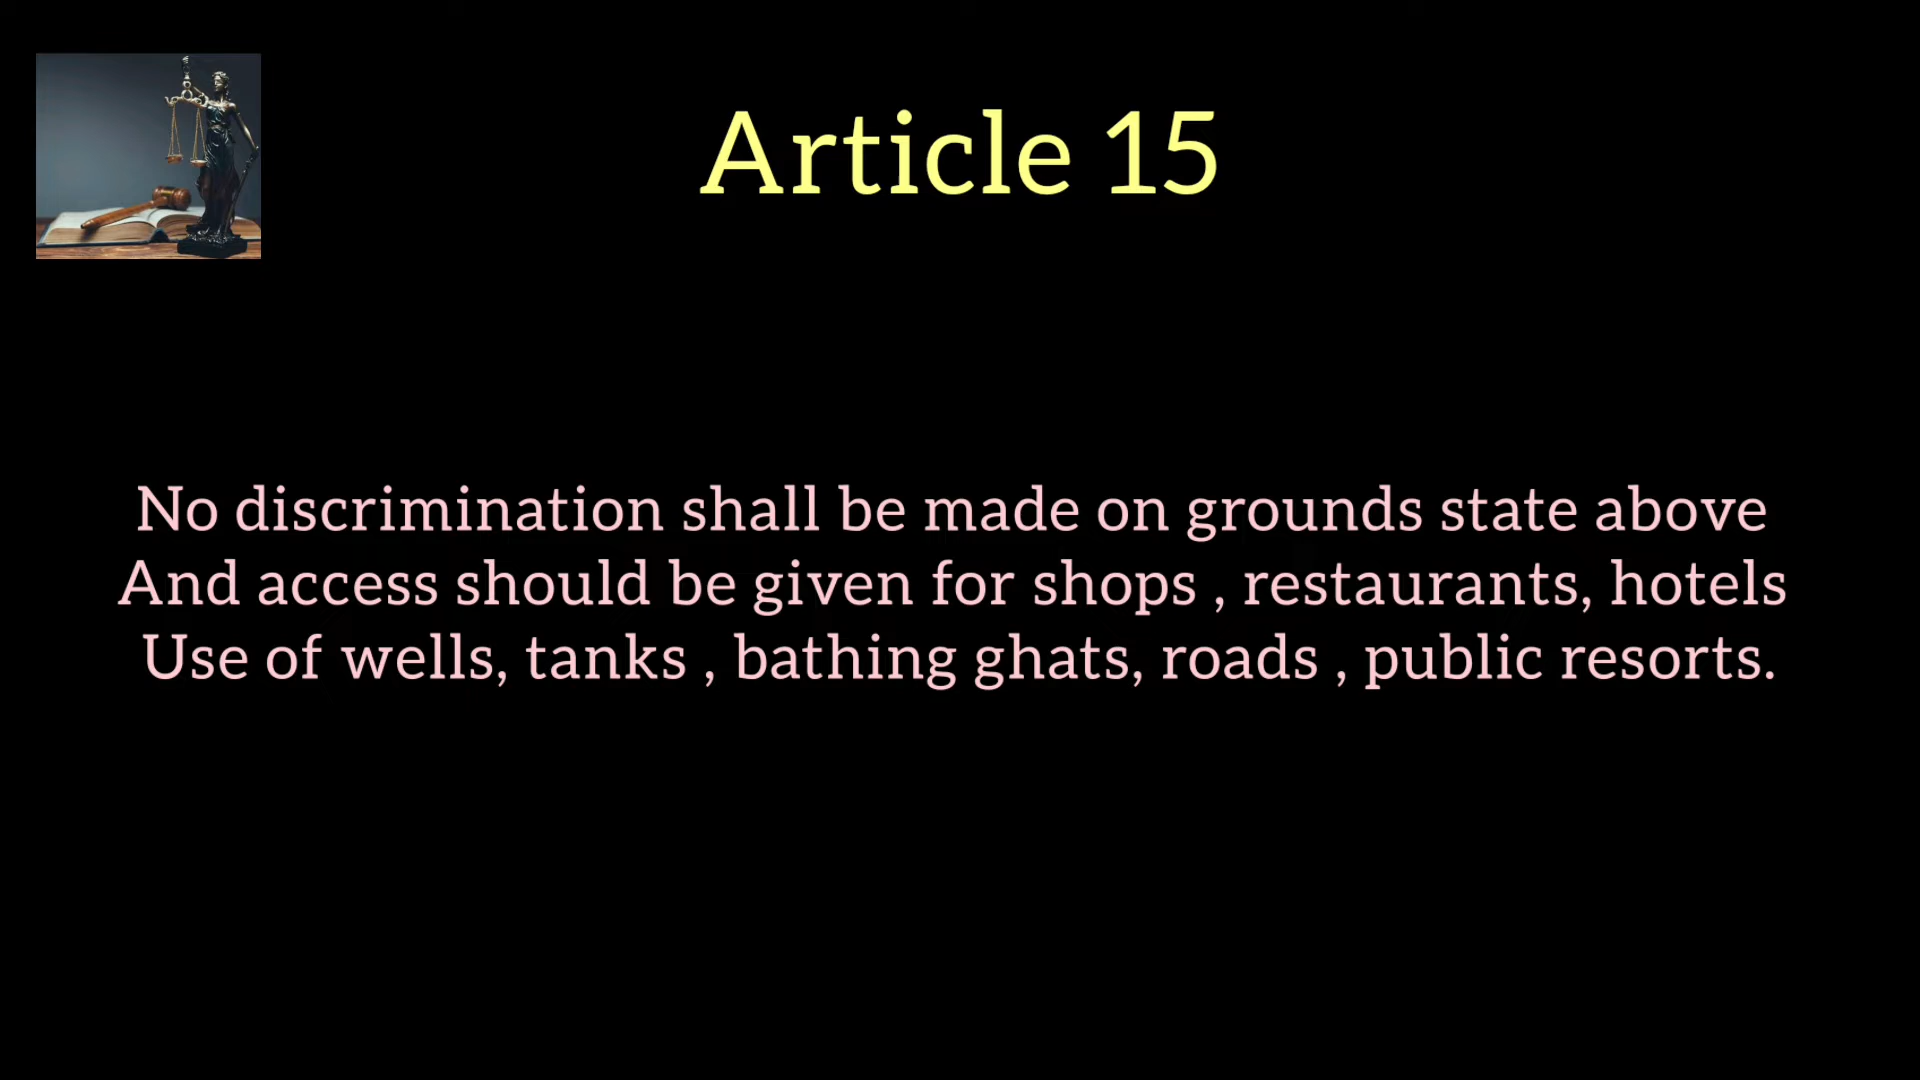 Article 15
No discrimination shall be made on grounds state above
And access should be given for shops , restaurants, hotels
Use of wells, tanks , bathing ghats, roads , public resorts.